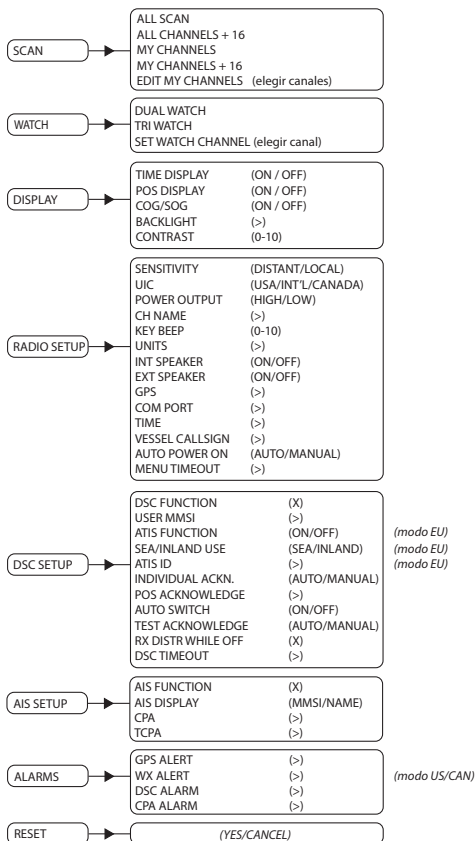 SCAN
ALL SCAN
ALL CHANNELS + 16
MY CHANNELS
MY CHANNELS + 16
EDIT MY CHANNELS (elegir canales)
WATCH
DUAL WATCH
TRI WATCH
SET WATCH CHANNEL (elegir canal)
DISPLAY
TIME DISPLAY (ON / OFF)
POS DISPLAY (ON / OFF)
COG/SOG (ON / OFF)
BACKLIGHT (>)
CONTRAST (0-10)
RADIO SETUP
SENSITIVITY (DISTANT/LOCAL)
UIC (USA/INT'L/CANADA)
POWER OUTPUT (HIGH/LOW)
CH NAME (>)
KEY BEEP (0-10)
UNITS (>)
INT SPEAKER (ON/OFF)
EXT SPEAKER (ON/OFF)
GPS (>)
COM PORT (>)
TIME (>)
VESSEL CALLSIGN (>)
AUTO POWER ON (AUTO/MANUAL)
MENU TIMEOUT (>)
DSC SETUP
DSC FUNCTION (X)
USER MMSI (>)
ATIS FUNCTION (ON/OFF) (modo EU)
SEA/INLAND USE (SEA/INLAND) (modo EU)
ATIS ID (>) (modo EU)
INDIVIDUAL ACKN. (AUTO/MANUAL)
POS ACKNOWLEDGE (>)
AUTO SWITCH (ON/OFF)
TEST ACKNOWLEDGE (AUTO/MANUAL)
RX DISTR WHILE OFF (X)
DSC TIMEOUT (>)
AIS SETUP
AIS FUNCTION (X)
AIS DISPLAY (MMSI/NAME)
CPA (>)
TCPA (>)
ALARMS
GPS ALERT (>)
WX ALERT (>) (modo US/CAN)
DSC ALARM (>)
CPA ALARM (>)
RESET
(YES/CANCEL)